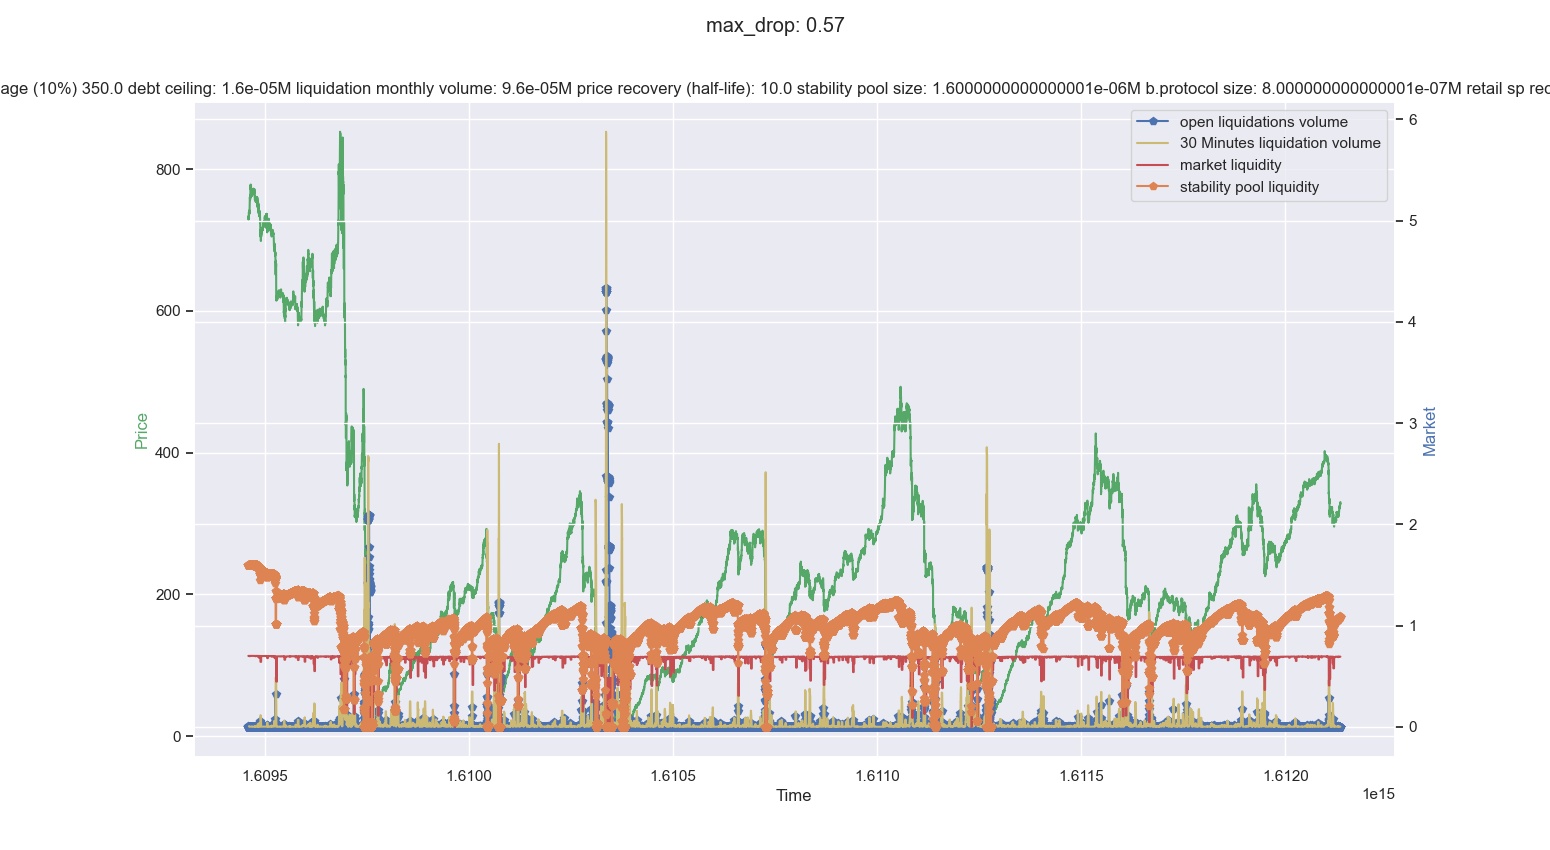 max_drop: 0.57
age (10%) 350.0 debt ceiling: 1.6e-05M liquidation monthly volume: 9.6e-05M price recovery (half-life): 10.0 stability pool size: 1.6000000000000001e-06M b.protocol size: 8.000000000000001e-07M retail sp rec
open liquidations volume
30 Minutes liquidation volume
market liquidity
stability pool liquidity
800
600
400
200
0
Price
6
5
4
3
2
1
0
Market
1.6095
1.6100
1.6105
1.6110
1.6115
1.6120
Time
1e15